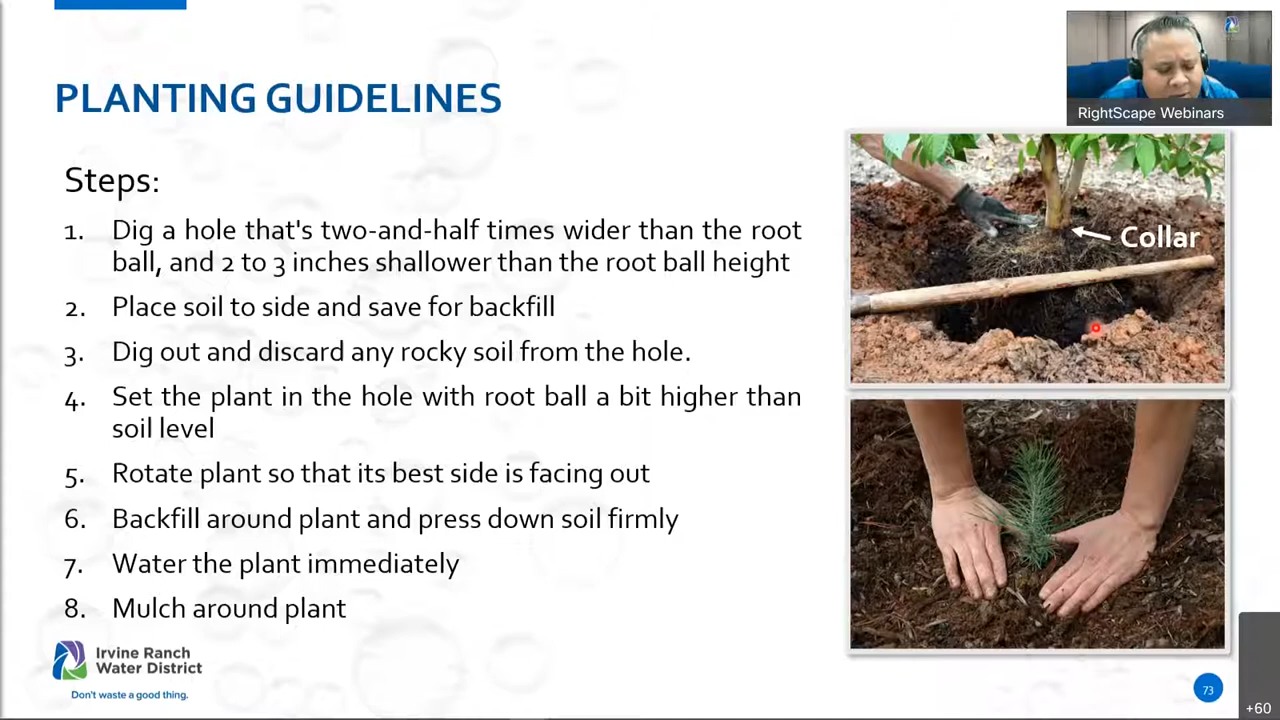 PLANTING GUIDELINES
RightScape Webinars
Steps:
1. Dig a hole that's two-and-half times wider than the root
ball, and 2 to 3 inches shallower than the root ball height
2. Place soil to side and save for backfill
3. Dig out and discard any rocky soil from the hole.
4. Set the plant in the hole with root ball a bit higher than
soil level
5. Rotate plant so that its best side is facing out
6. Backfill around plant and press down soil firmly
7. Water the plant immediately
8. Mulch around plant
Collar
Irvine Ranch
Water District
Don't waste a good thing.
73
+60